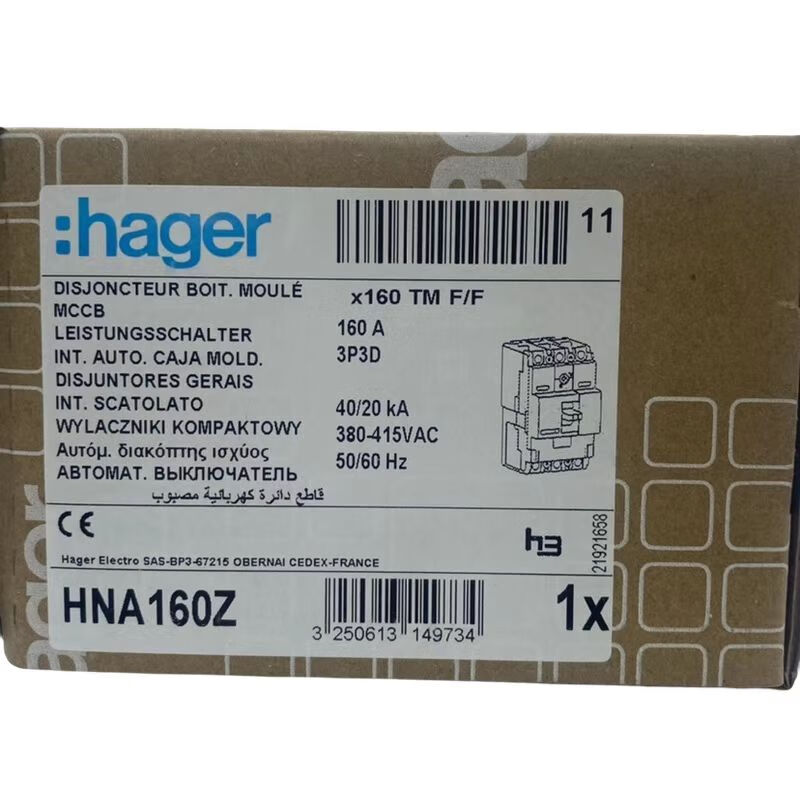 :hager
11
DISJONCTEUR BOIT. MOULÉ
MCCB
LEISTUNGSSCHALTER
INT. AUTO. CAJA MOLD.
DISJUNTORES GERAIS
INT. SCATOLATO
WYLACZNIKI KOMPAKTOWY
Αυτόμ. διακόπτης ισχύος
АВТОМАТ. ВЫКЛЮЧАТЕЛЬ
قاطع دائرة كهربائية مصبوب
x160 TM F/F
160 A
3P3D
40/20 kA
380-415VAC
50/60 Hz
CE
h3
21921658
Hager Electro SAS-BP3-67215 OBERNAI CEDEX-FRANCE
HNA160Z
3 250613 149734
1x
ag
ager